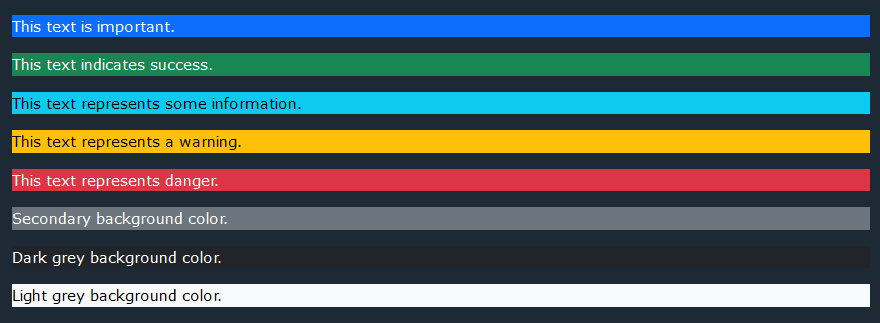 This text is important.
This text indicates success.
This text represents some information.
This text represents a warning.
This text represents danger.
Secondary background color.
Dark grey background color.
Light grey background color.